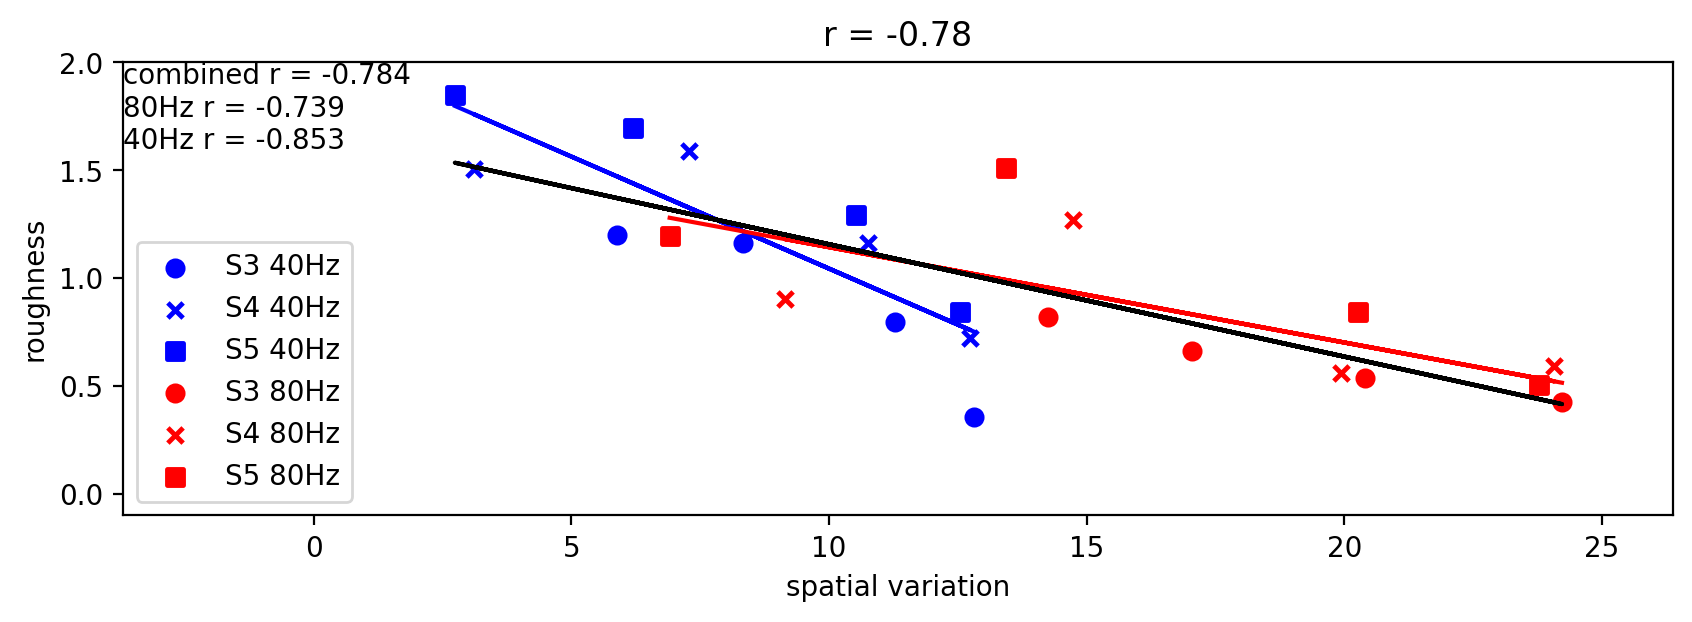 r = -0.78
combined r = -0.784
80Hz r = -0.739
40Hz r = -0.853
2.0
1.5
1.0
0.5
0.0
roughness
S3 40Hz
S4 40Hz
S5 40Hz
S3 80Hz
S4 80Hz
S5 80Hz
0 5 10 15 20 25
spatial variation